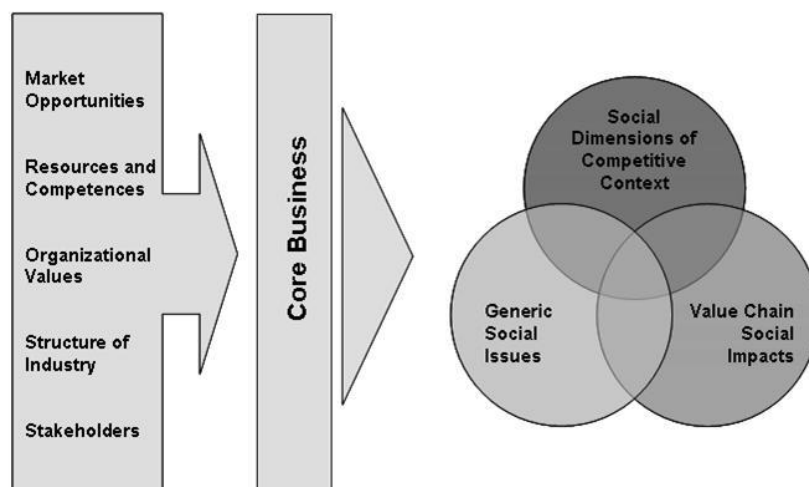 Market
Opportunities
Resources and
Competences
Organizational
Values
Structure of
Industry
Stakeholders
Core Business
Social
Dimensions of
Competitive
Context
Generic
Social
Issues
Value Chain
Social
Impacts